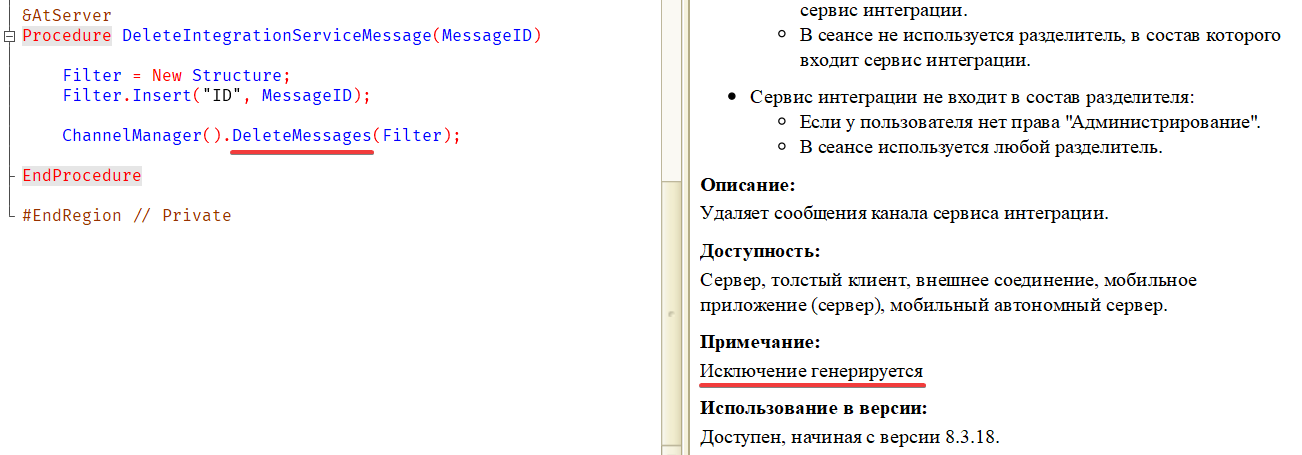 &AtServer
Procedure DeleteIntegrationServiceMessage(MessageID)
Filter = New Structure;
Filter.Insert("ID", MessageID);
ChannelManager().DeleteMessages(Filter);
EndProcedure
#EndRegion // Private
сервис интеграции.
В сеансе не используется разделитель, в состав которого
входит сервис интеграции.
Сервис интеграции не входит в состав разделителя:
Если у пользователя нет права "Администрирование".
В сеансе используется любой разделитель.
Описание:
Удаляет сообщения канала сервиса интеграции.
Доступность:
Сервер, толстый клиент, внешнее соединение, мобильное
приложение (сервер), мобильный автономный сервер.
Примечание:
Исключение генерируется
Использование в версии:
Доступен, начиная с версии 8.3.18.